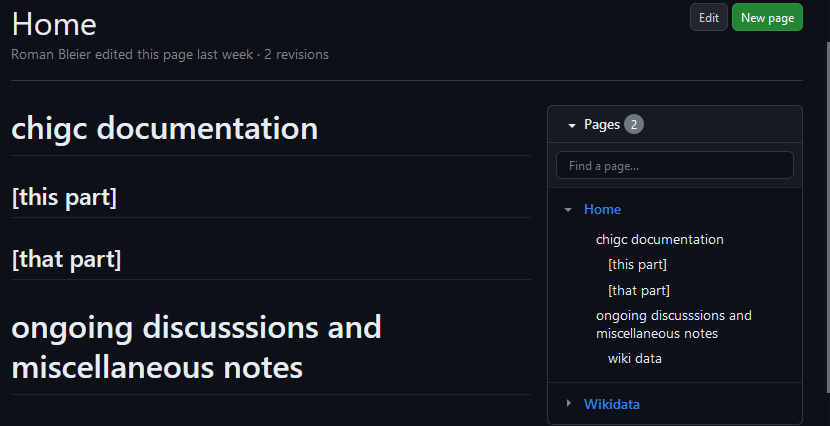 Home
Edit
New page
Roman Bleier edited this page last week · 2 revisions
chigc documentation
[this part]
[that part]
ongoing discusssions and
miscellaneous notes
Pages 2
Find a page...
Home
chigc documentation
[this part]
[that part]
ongoing discusssions and
miscellaneous notes
wiki data
Wikidata